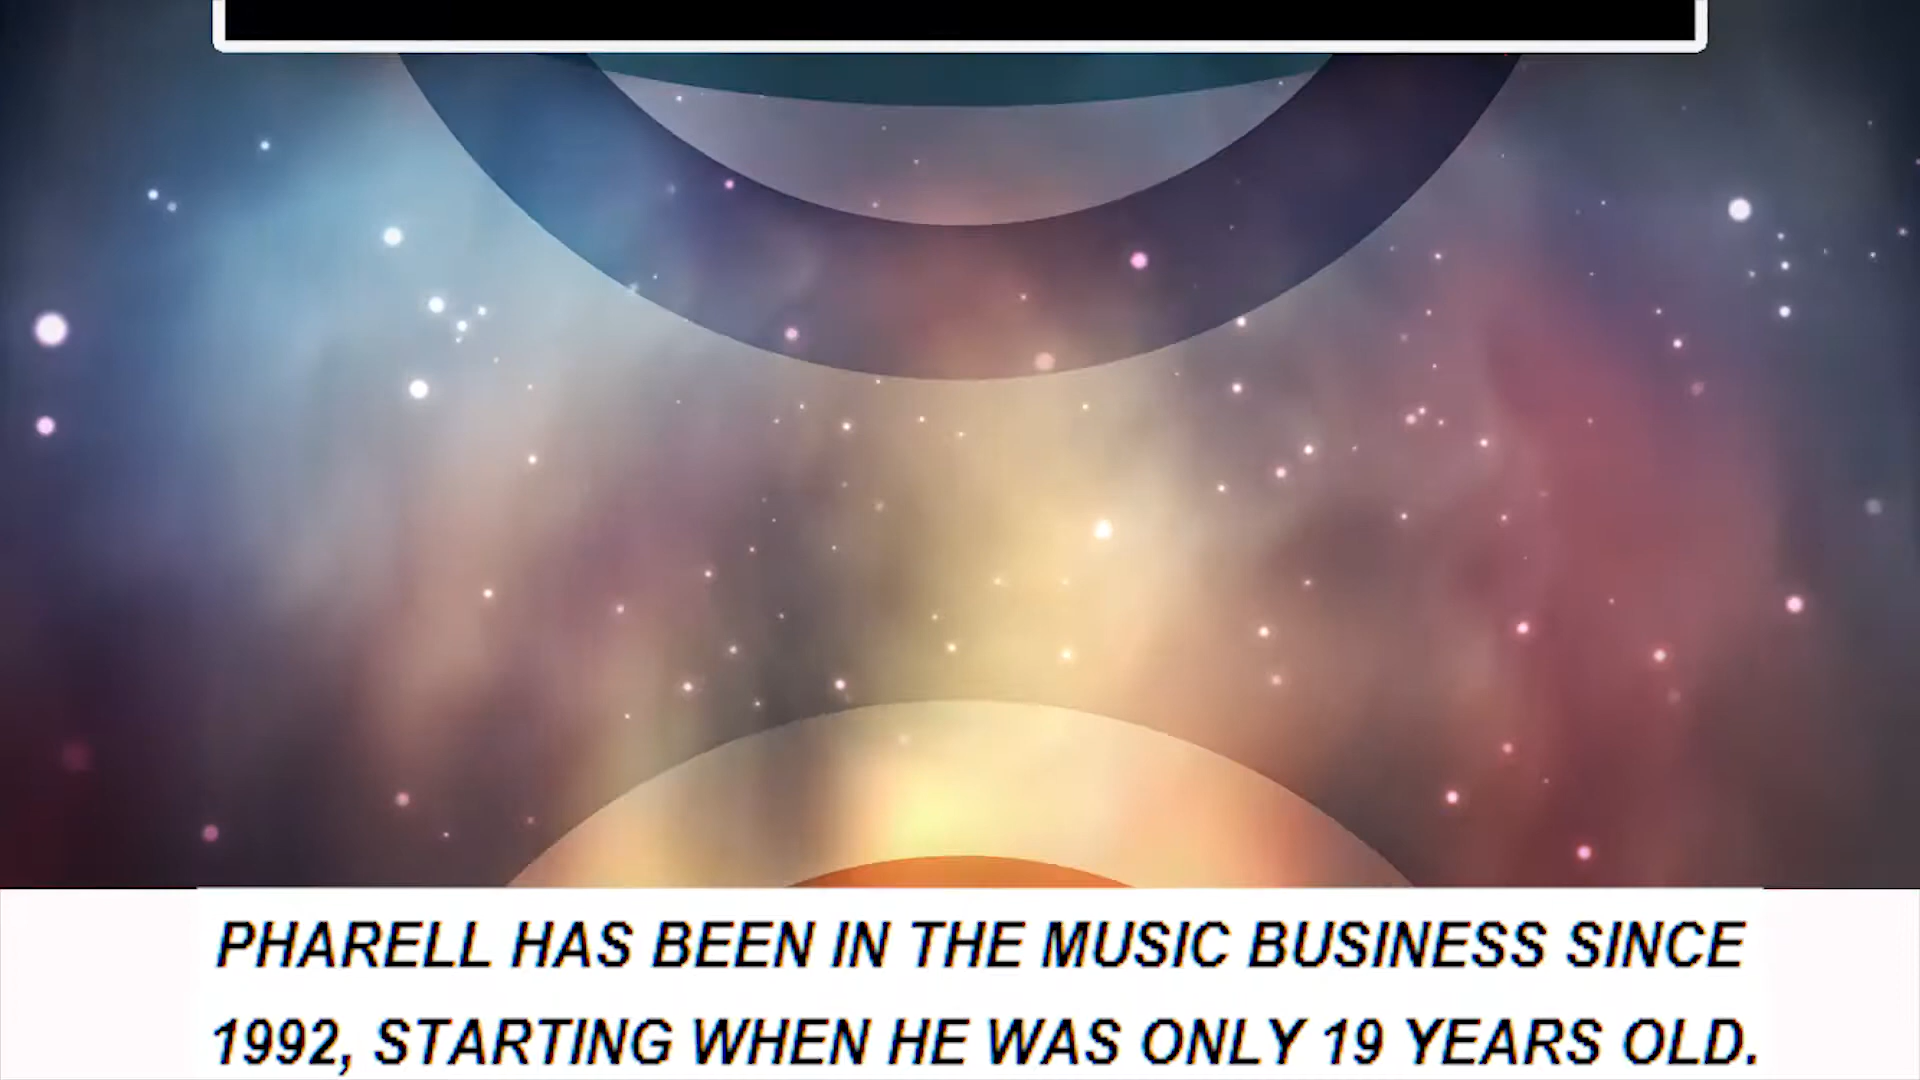 PHARELL HAS BEEN IN THE MUSIC BUSINESS SINCE
1992, STARTING WHEN HE WAS ONLY 19 YEARS OLD.